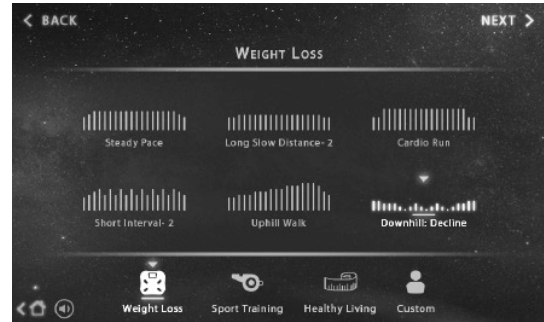 BACK
NEXT
WEIGHT LOSS
Steady Pace
Long Slow Distance- 2
Cardio Run
Short Interval- 2
Uphill Walk
Downhill: Decline
Weight Loss
Sport Training
Healthy Living
Custom